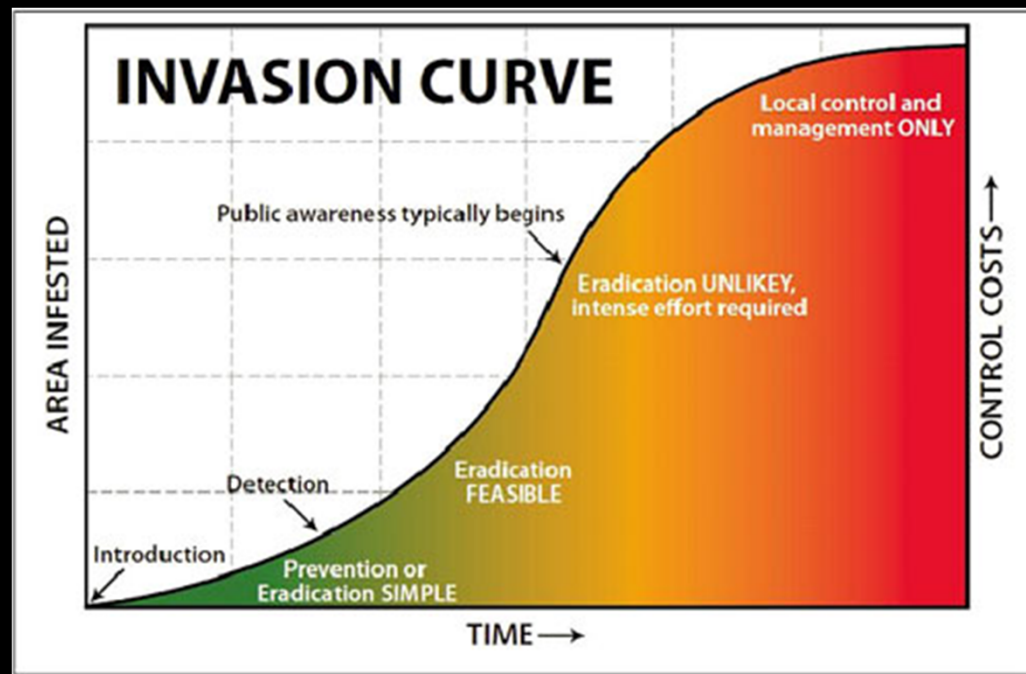 INVASION CURVE
Local control and
management ONLY
Public awareness typically begins
Eradication UNLIKEY,
intense effort required
AREA INFESTED
CONTROL COSTS
Eradication
FEASIBLE
Detection
Introduction
Prevention or
Eradication SIMPLE
TIME